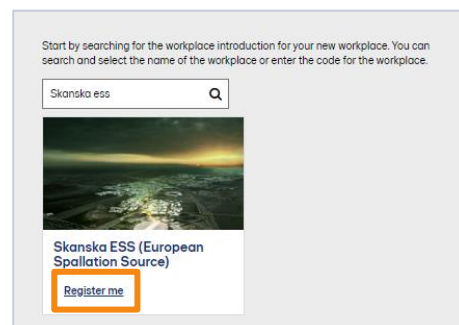 Start by searching for the workplace introduction for your new workplace. You can
search and select the name of the workplace or enter the code for the workplace.
Skanska ess
Skanska ESS (European
Spallation Source)
Register me